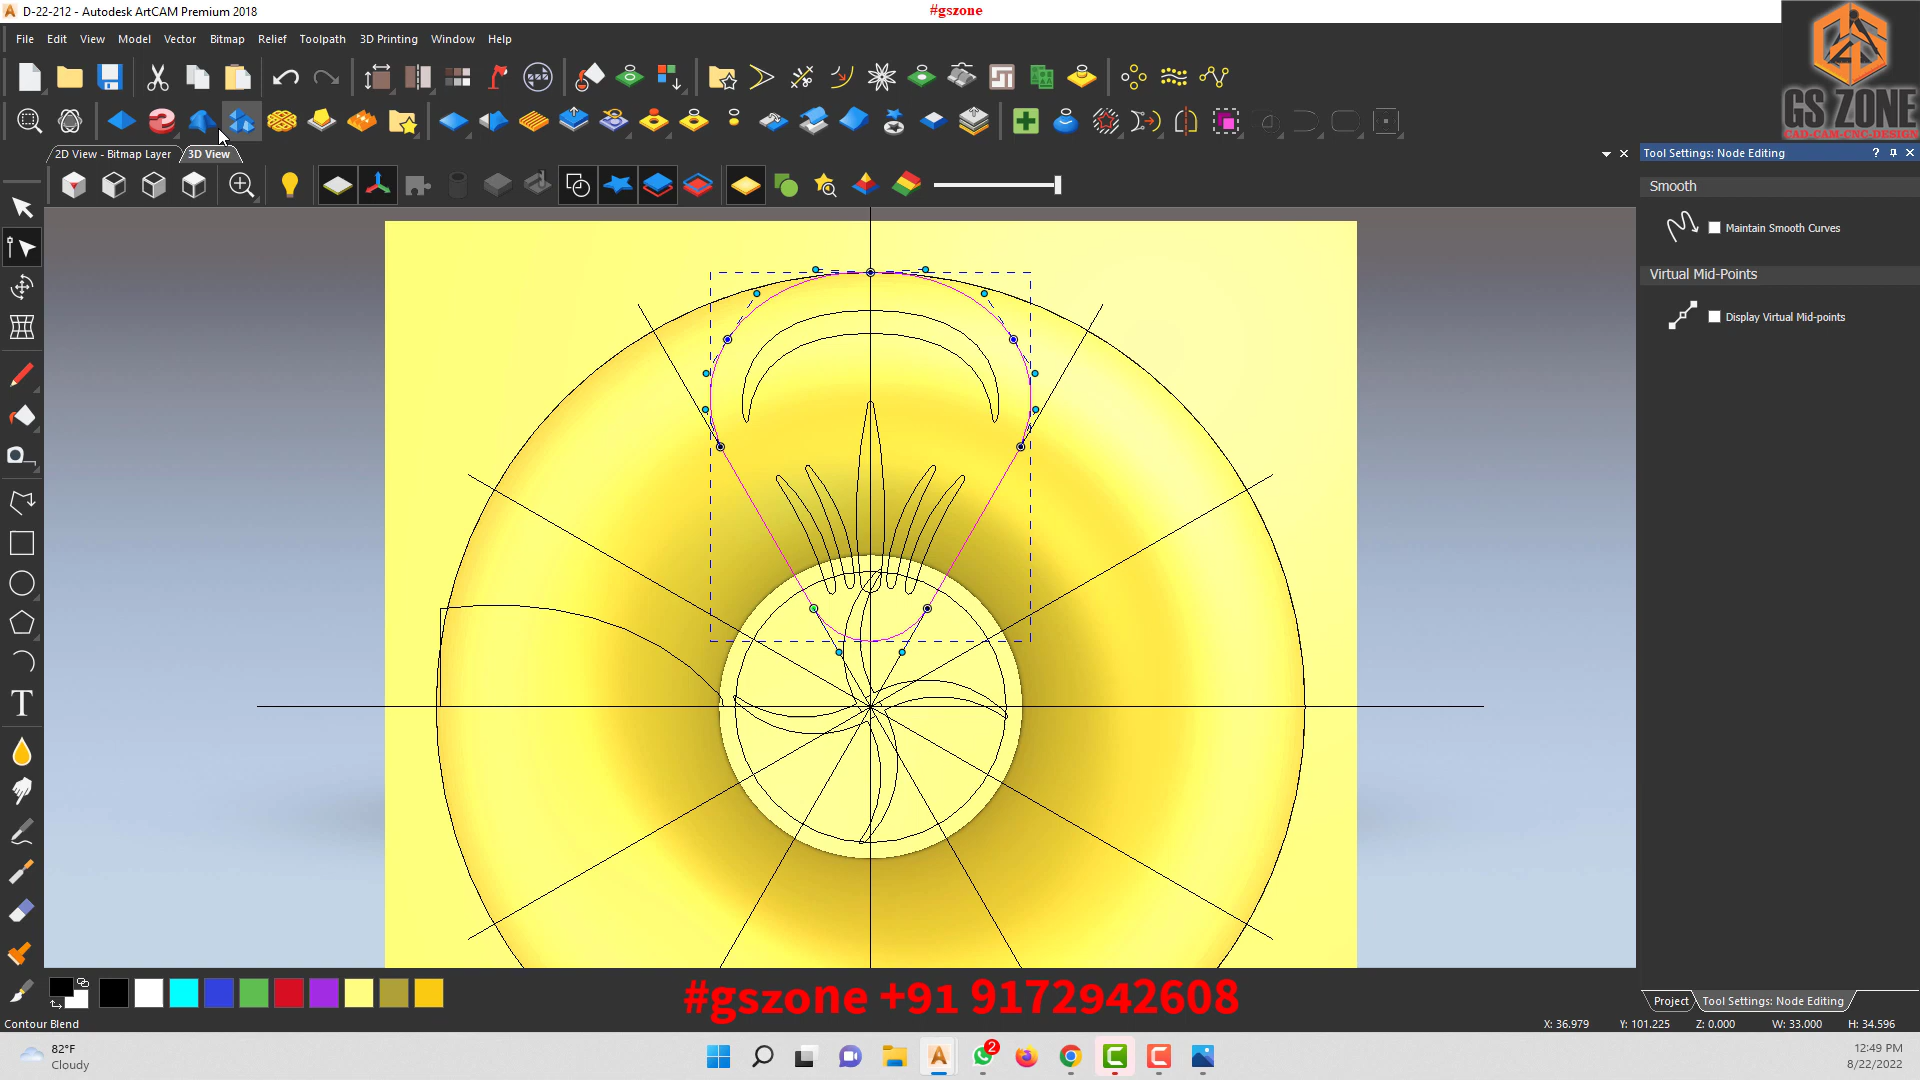 D-22-212 - Autodesk ArtCAM Premium 2018
#gszone
File Edit View Model Vector Bitmap Relief Toolpath 3D Printing Window Help
GS ZONE
CAD-CAM-CNC-DESIGN
2D View - Bitmap Layer 3D View
Tool Settings: Node Editing
Smooth
Maintain Smooth Curves
Virtual Mid-Points
Display Virtual Mid-points
T
#gszone +91 9172942608
Project Tool Settings: Node Editing
Contour Blend
X: 36.979 Y: 101.225 Z: 0.000 W: 33.000 H: 34.596
82°F
Cloudy
2
12:49 PM
8/22/2022